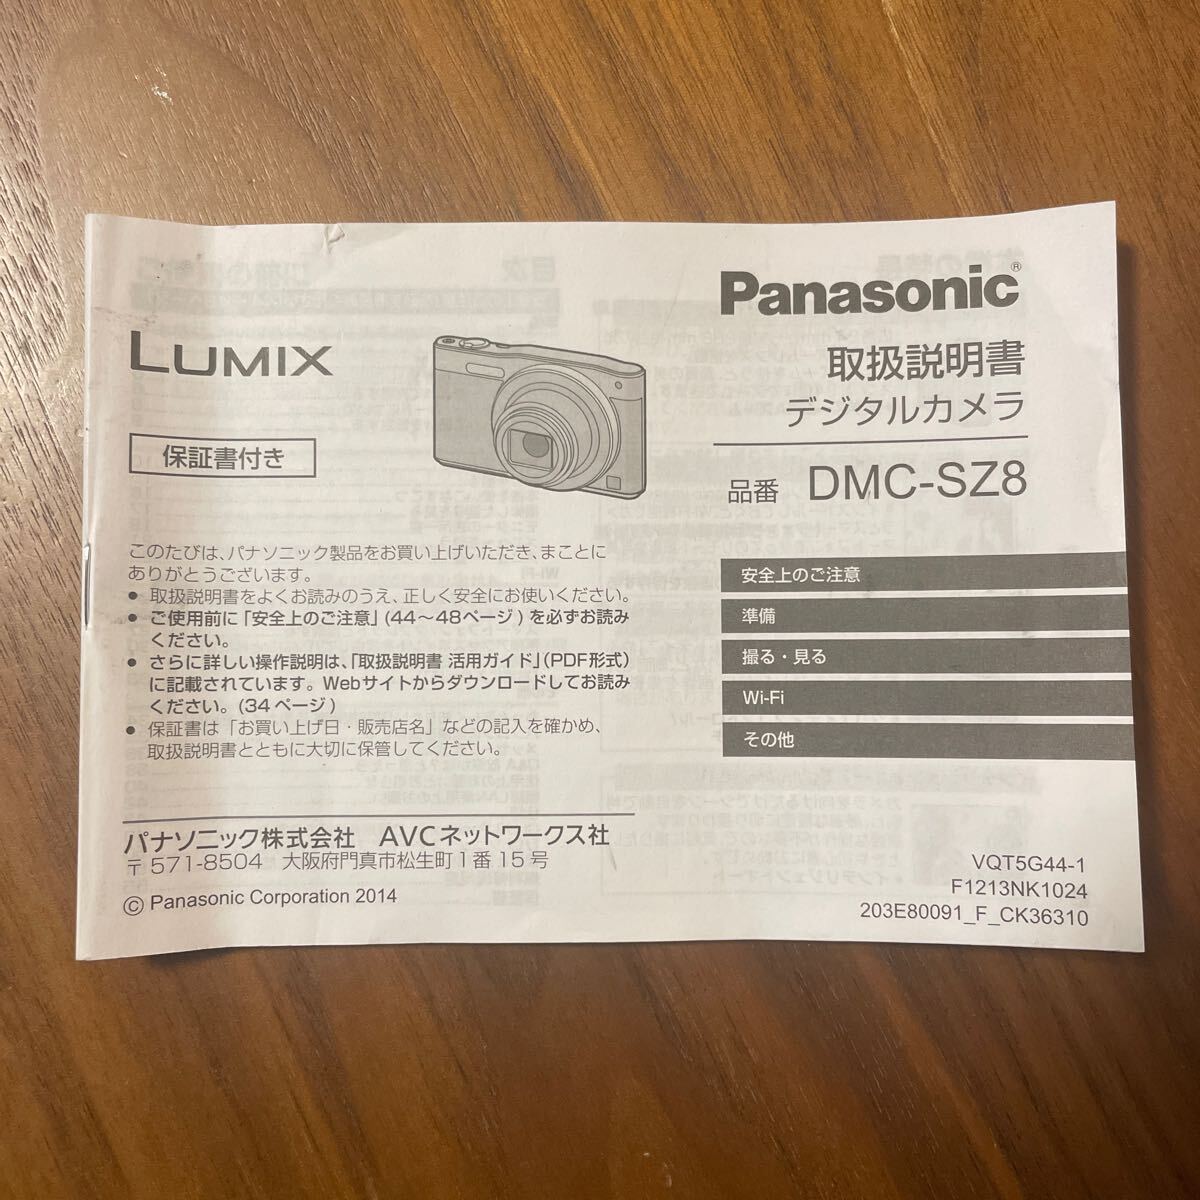 LUMIX
保証書付き
Panasonic®
取扱説明書
デジタルカメラ
品番 DMC-SZ8
このたびは、パナソニック製品をお買い上げいただき、まことに
ありがとうございます。
● 取扱説明書をよくお読みのうえ、正しく安全にお使いください。
● ご使用前に「安全上のご注意」(44～48ページ)を必ずお読み
ください。
● さらに詳しい操作説明は、「取扱説明書 活用ガイド」(PDF形式)
に記載されています。Webサイトからダウンロードしてお読み
ください。(34ページ)
● 保証書は「お買い上げ日・販売店名」などの記入を確かめ、
取扱説明書とともに大切に保管してください。
安全上のご注意
準備
撮る・見る
Wi-Fi
その他
パナソニック株式会社 AVCネットワークス社
〒571-8504 大阪府門真市松生町1番15号
© Panasonic Corporation 2014
VQT5G44-1
F1213NK1024
203E80091_F_CK36310